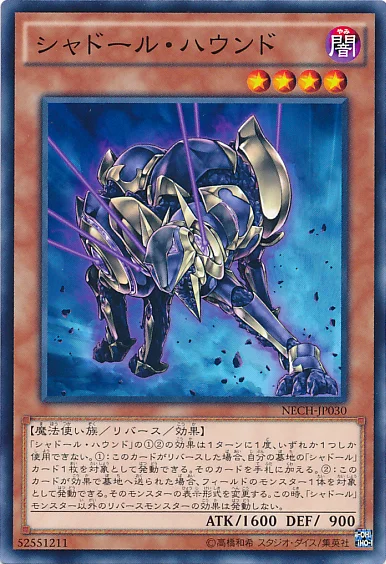 シャドール・ハウンド
闇
NECH-JP030
【魔法使い族／リバース／効果】
「シャドール・ハウンド」の①②の効果は１ターンに１度、いずれか１つしか
使用できない。①：このカードがリバースした場合、自分の墓地の「シャドール」
カード１枚を対象として発動できる。そのカードを手札に加える。②：この
カードが効果で墓地へ送られた場合、フィールドのモンスター１体を対象
として発動できる。そのモンスターの表示形式を変更する。この時、「シャドール」
モンスター以外のリバースモンスターの効果は発動しない。
ATK/1600 DEF/ 900
52551211
©高橋和希 スタジオ・ダイス/集英社